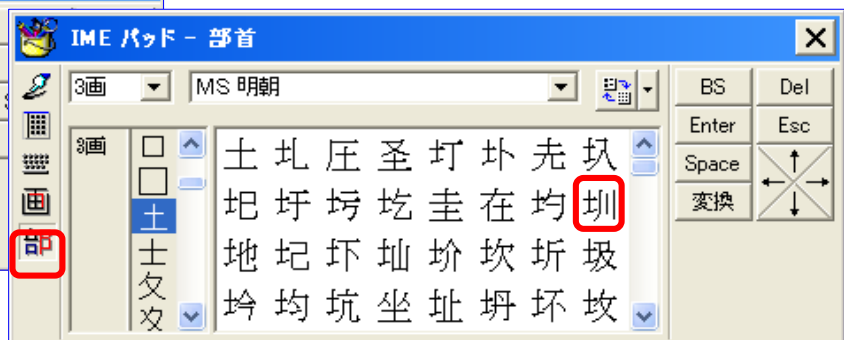 IME パッド - 部首
3画 MS 明朝
BS Del
Enter Esc
Space
変換
3画
口
囗
土
士
夂
夊
土 圠 圧 圣 圢 圤 圥 圦
圯 圩 圬 圪 圭 在 圴 圳
地 圮 圷 圸 圿 坎 圻 圾
坅 均 坑 坐 址 坍 坏 坆
画
部